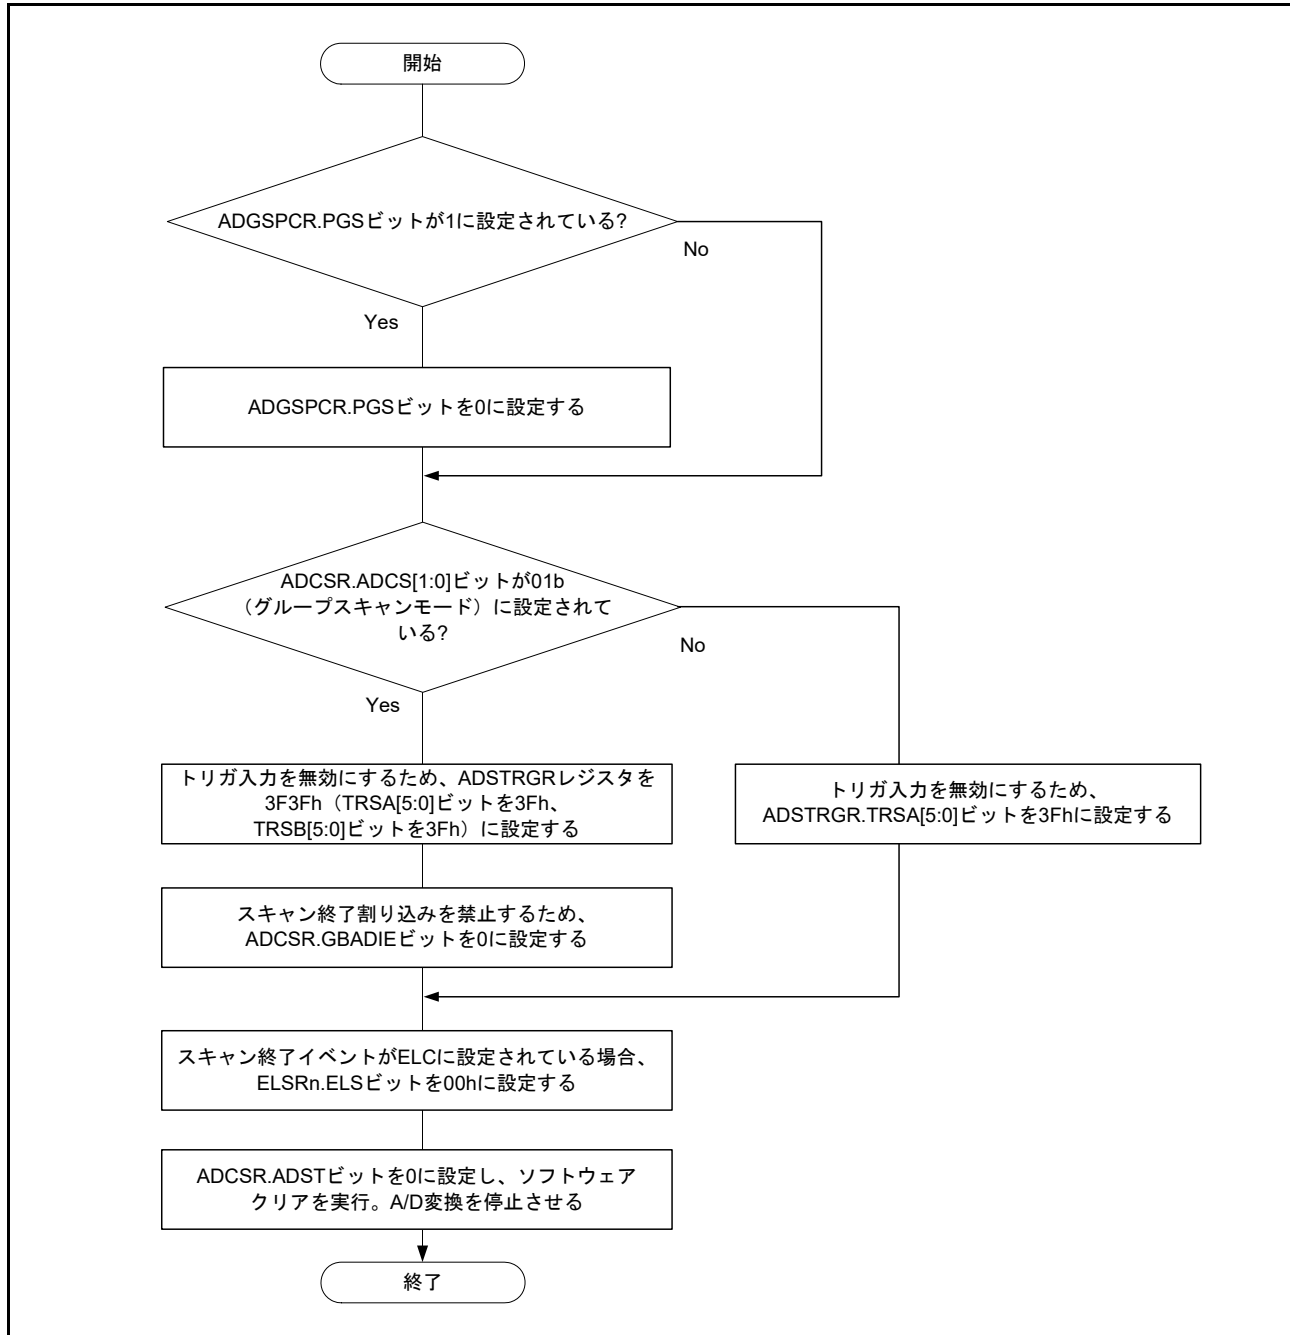 開始
ADGSPCR.PGSビットが1に設定されている?
No
Yes
ADGSPCR.PGSビットを0に設定する
ADCSR.ADCS[1:0]ビットが01b
（グループスキャンモード）に設定されて
いる?
No
Yes
トリガ入力を無効にするため、ADSTRGRレジスタを
3F3Fh（TRSA[5:0]ビットを3Fh、
TRSB[5:0]ビットを3Fh）に設定する
トリガ入力を無効にするため、
ADSTRGR.TRSA[5:0]ビットを3Fhに設定する
スキャン終了割り込みを禁止するため、
ADCSR.GBADIEビットを0に設定する
スキャン終了イベントがELCに設定されている場合、
ELSRn.ELSビットを00hに設定する
ADCSR.ADSTビットを0に設定し、ソフトウェア
クリアを実行。A/D変換を停止させる
終了